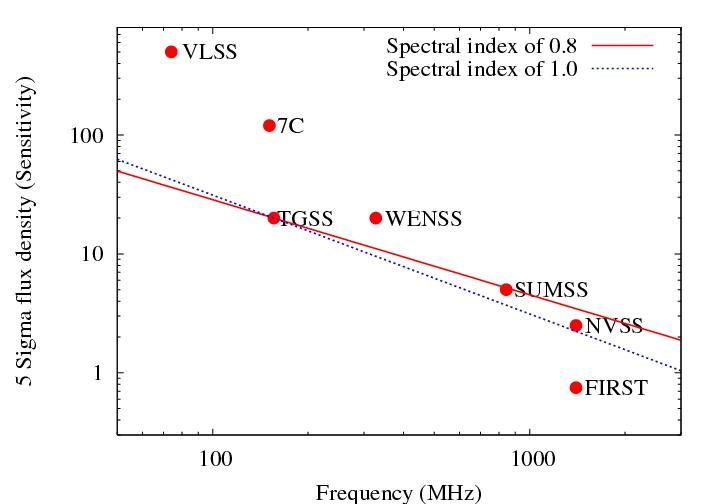 VLSS
Spectral index of 0.8
Spectral index of 1.0
7C
100
TGSS
WENSS
10
SUMSS
NVSS
1
FIRST
100
1000
Frequency (MHz)
5 Sigma flux density (Sensitivity)